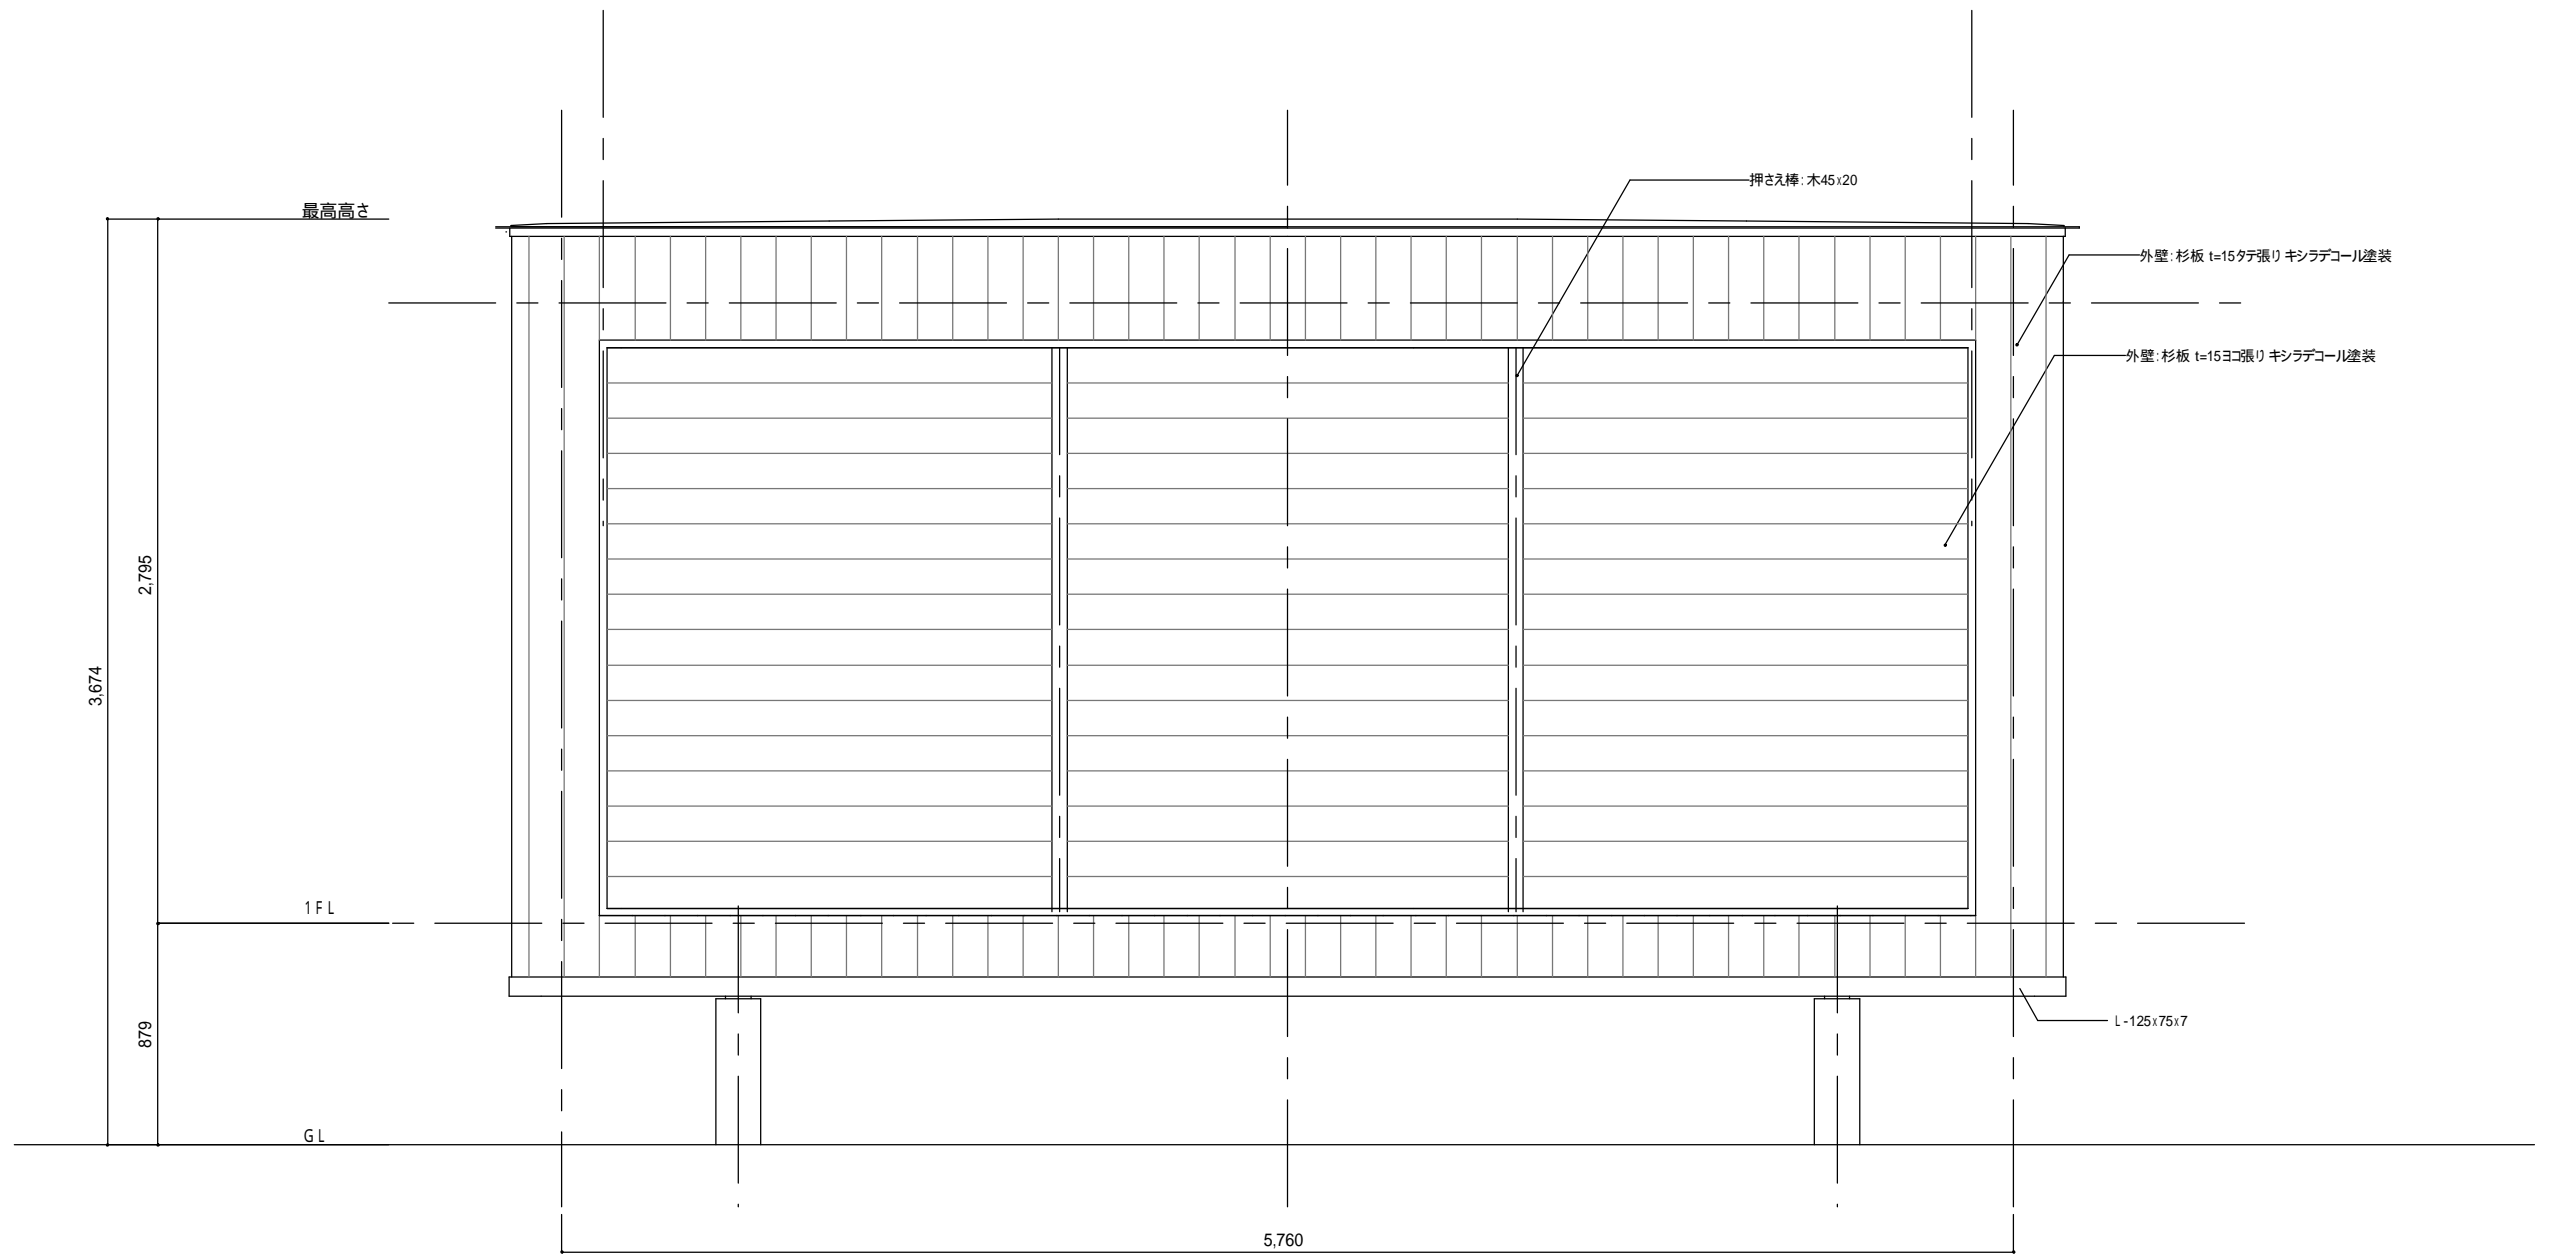 押さえ棒:木45x20
最高高さ
外壁:杉板 t=15タテ張り キシラデコール塗装
外壁:杉板 t=15ヨコ張り キシラデコール塗装
2,795
3,674
1FL
879
L-125x75x7
GL
5,760